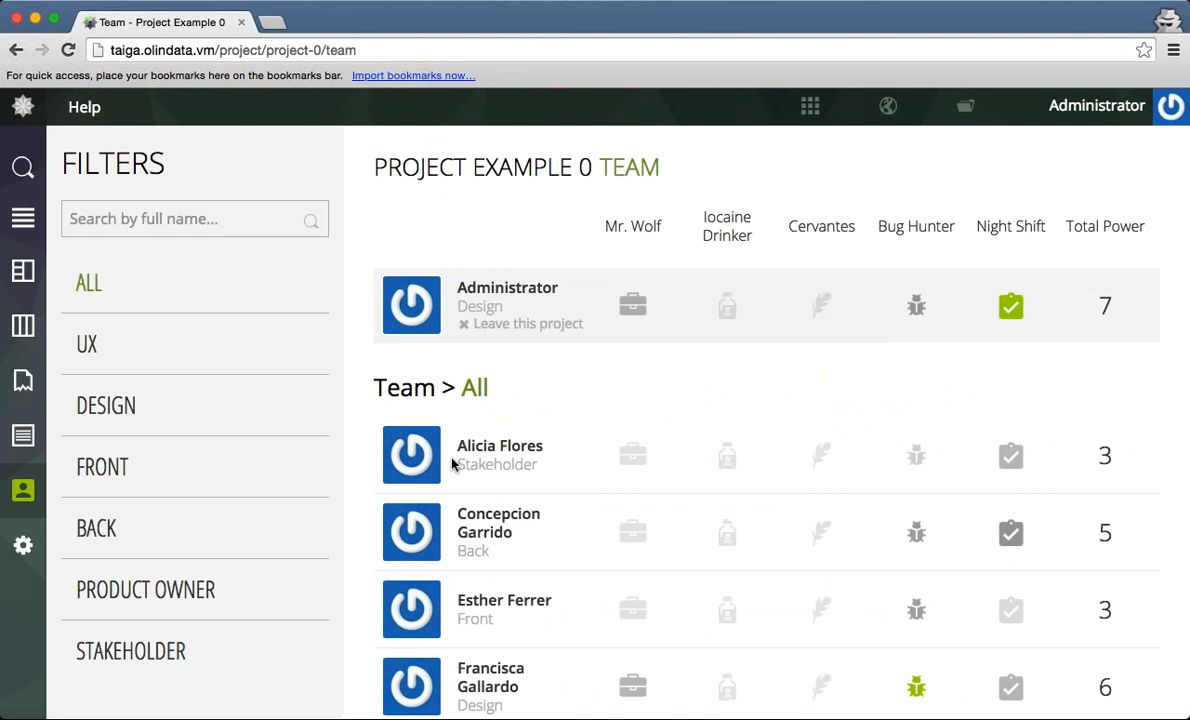 Team - Project Example 0
taiga.olindata.vm/project/project-0/team
For quick access, place your bookmarks here on the bookmarks bar. Import bookmarks now...
Help
Administrator
FILTERS
Search by full name...
ALL
UX
DESIGN
FRONT
BACK
PRODUCT OWNER
STAKEHOLDER
PROJECT EXAMPLE 0 TEAM
Mr. Wolf
Iocaine
Drinker
Cervantes
Bug Hunter
Night Shift
Total Power
Administrator
Design
Leave this project
7
Team > All
Alicia Flores
Stakeholder
3
Concepcion
Garrido
Back
5
Esther Ferrer
Front
3
Francisca
Gallardo
Design
6